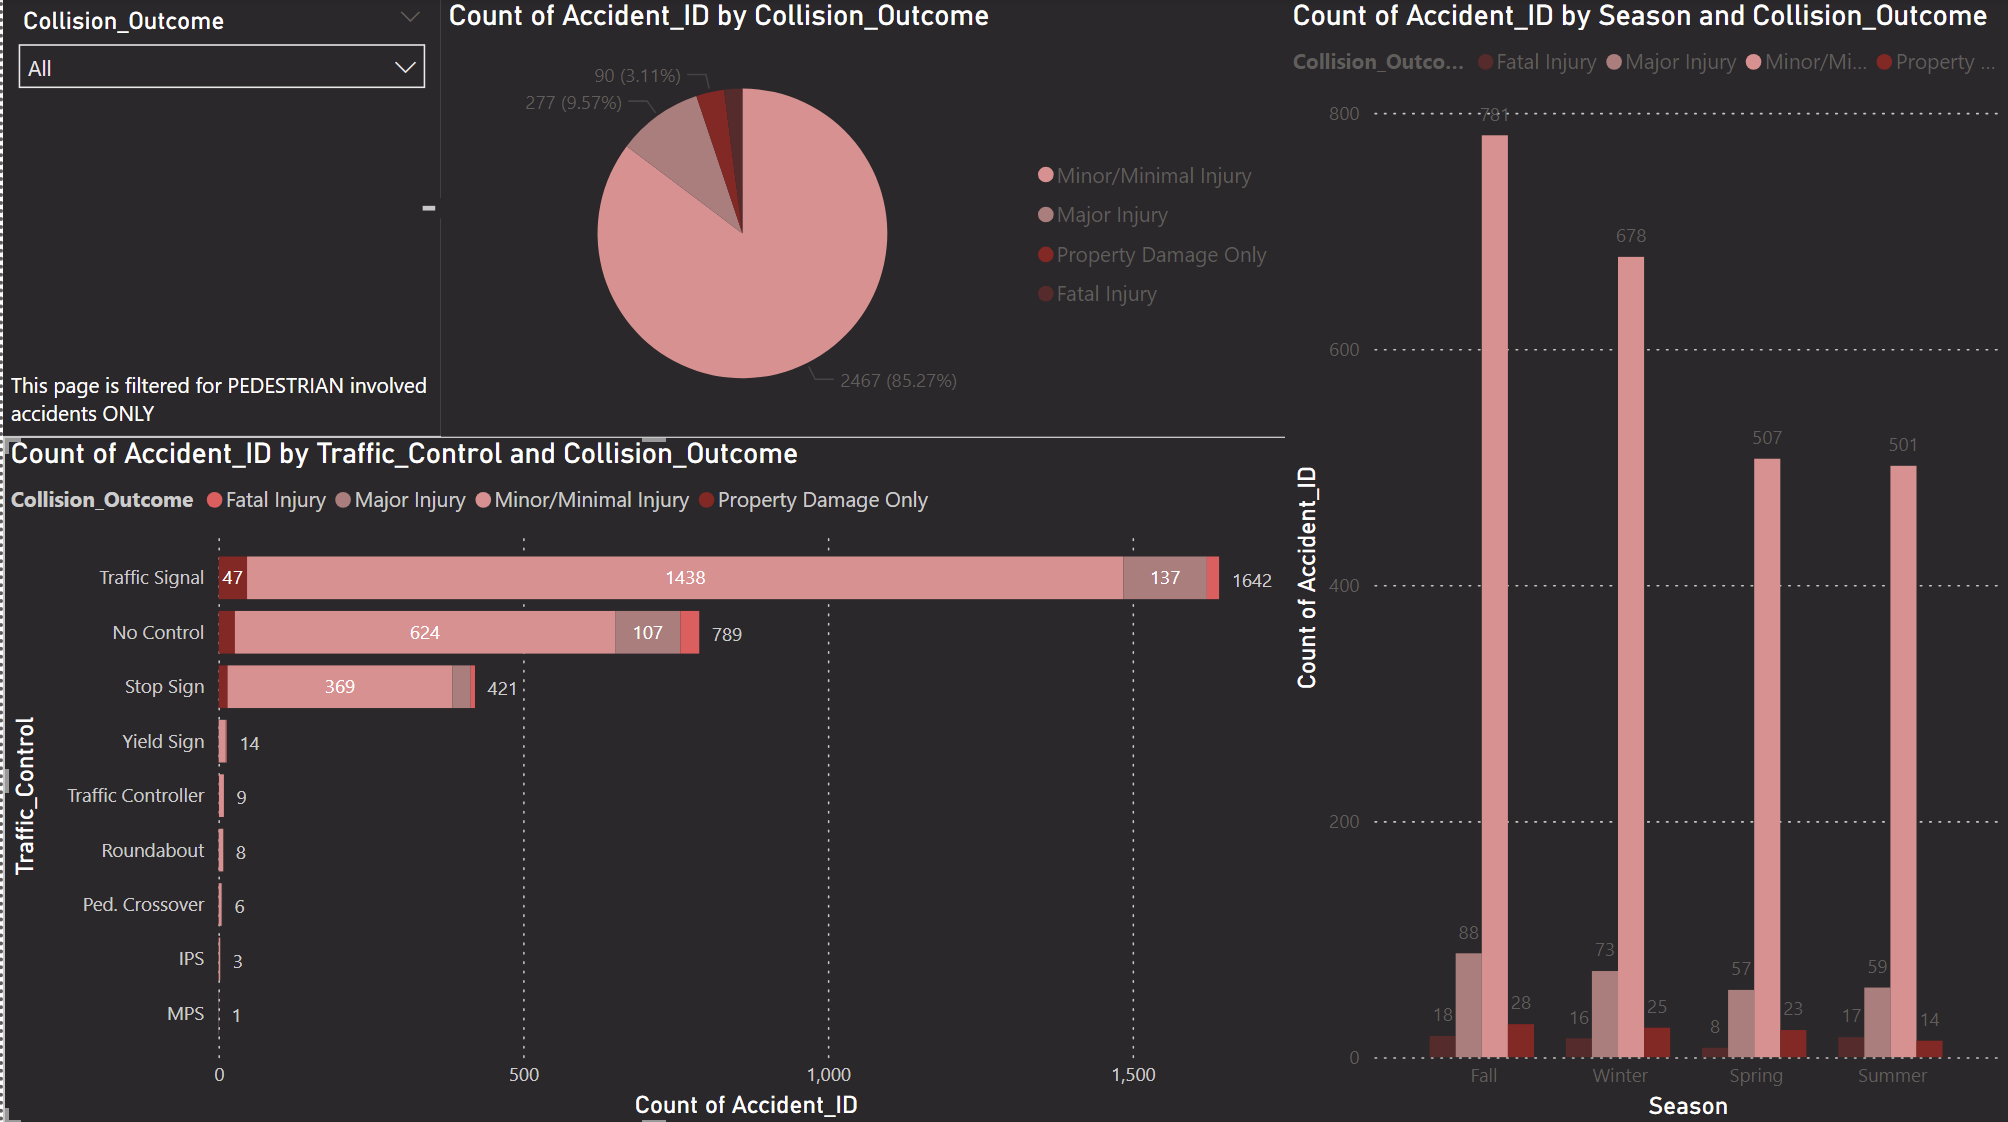 Collision_Outcome
All
This page is filtered for PEDESTRIAN involved
accidents ONLY
Count of Accident_ID by Collision_Outcome
90 (3.11%)
277 (9.57%)
2467 (85.27%)
Minor/Minimal Injury
Major Injury
Property Damage Only
Fatal Injury
Count of Accident_ID by Traffic_Control and Collision_Outcome
Collision_Outcome Fatal Injury Major Injury Minor/Minimal Injury Property Damage Only
Traffic_Control
Traffic Signal 47 1438 137 1642
No Control 624 107 789
Stop Sign 369 421
Yield Sign 14
Traffic Controller 9
Roundabout 8
Ped. Crossover 6
IPS 3
MPS 1
0 500 1,000 1,500
Count of Accident_ID
Count of Accident_ID by Season and Collision_Outcome
Collision_Outco... Fatal Injury Major Injury Minor/Mi... Property ...
Count of Accident_ID
800
600
400
200
0
18 88 781 28
16 73 678 25
8 57 507 23
17 59 501 14
Fall Winter Spring Summer
Season